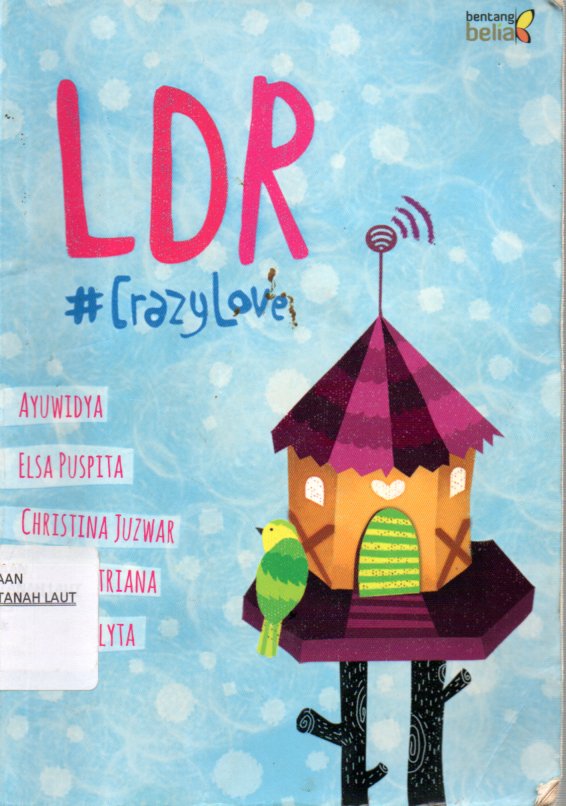 bentang
belia
LDR
#CrazyLove
AYUWIDYA
ELSA PUSPITA
CHRISTINA JUZWAR
AAN
TRIANA
TANAH LAUT
LYTA